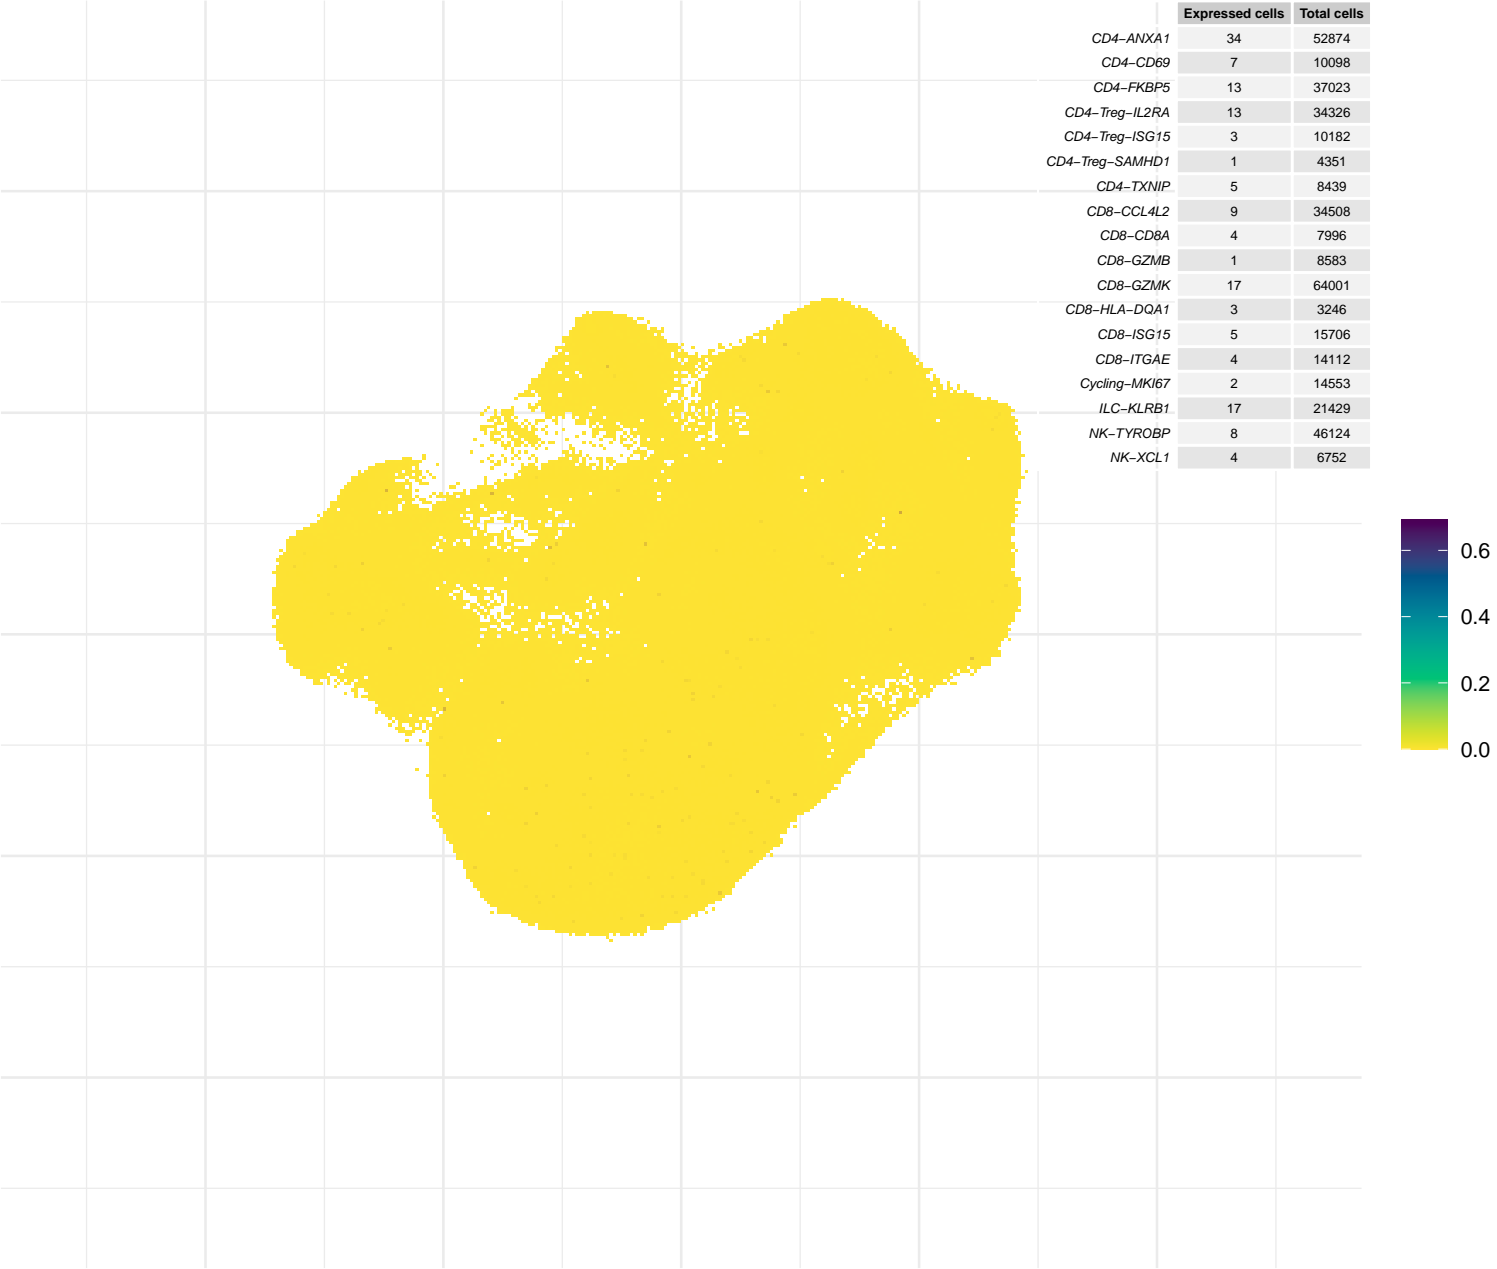 Expressed cells Total cells
CD4−ANXA1 34 52874
CD4−CD69 7 10098
CD4−FKBP5 13 37023
CD4−Treg−IL2RA 13 34326
CD4−Treg−ISG15 3 10182
CD4−Treg−SAMHD1 1 4351
CD4−TXNIP 5 8439
CD8−CCL4L2 9 34508
CD8−CD8A 4 7996
CD8−GZMB 1 8583
CD8−GZMK 17 64001
CD8−HLA−DQA1 3 3246
CD8−ISG15 5 15706
CD8−ITGAE 4 14112
Cycling−MKI67 2 14553
ILC−KLRB1 17 21429
NK−TYROBP 8 46124
NK−XCL1 4 6752
0.6
0.4
0.2
0.0